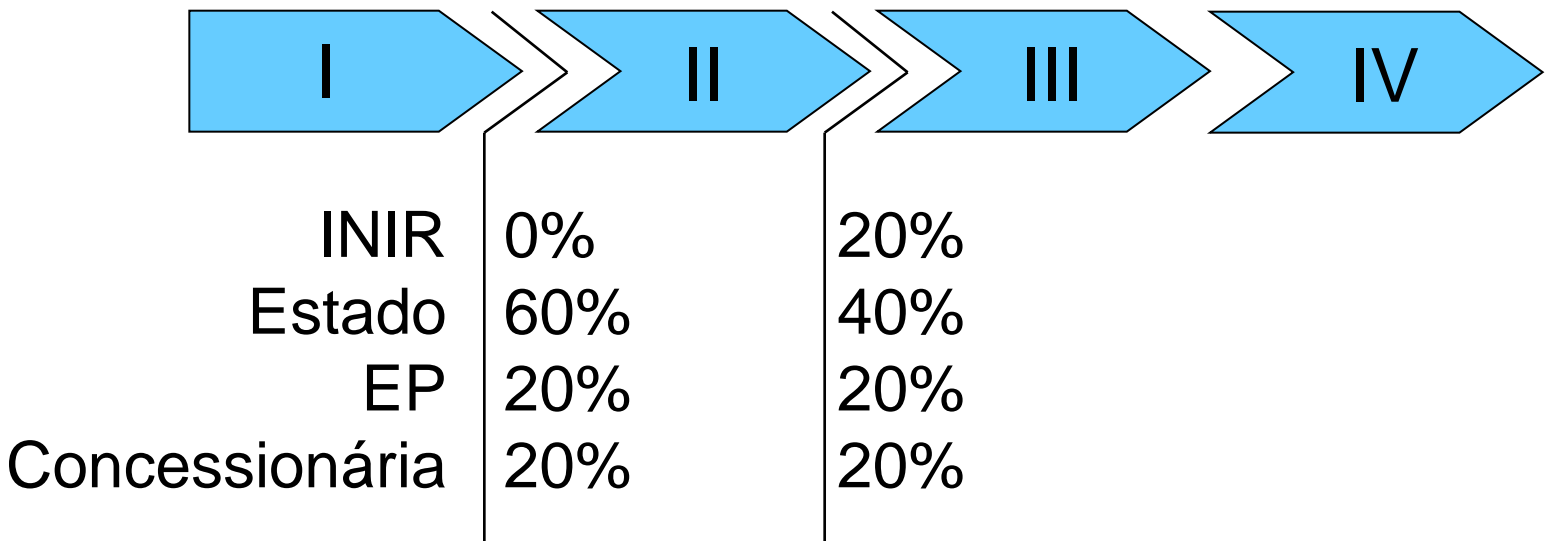 I II III IV
INIR 0% 20%
Estado 60% 40%
EP 20% 20%
Concessionária 20% 20%